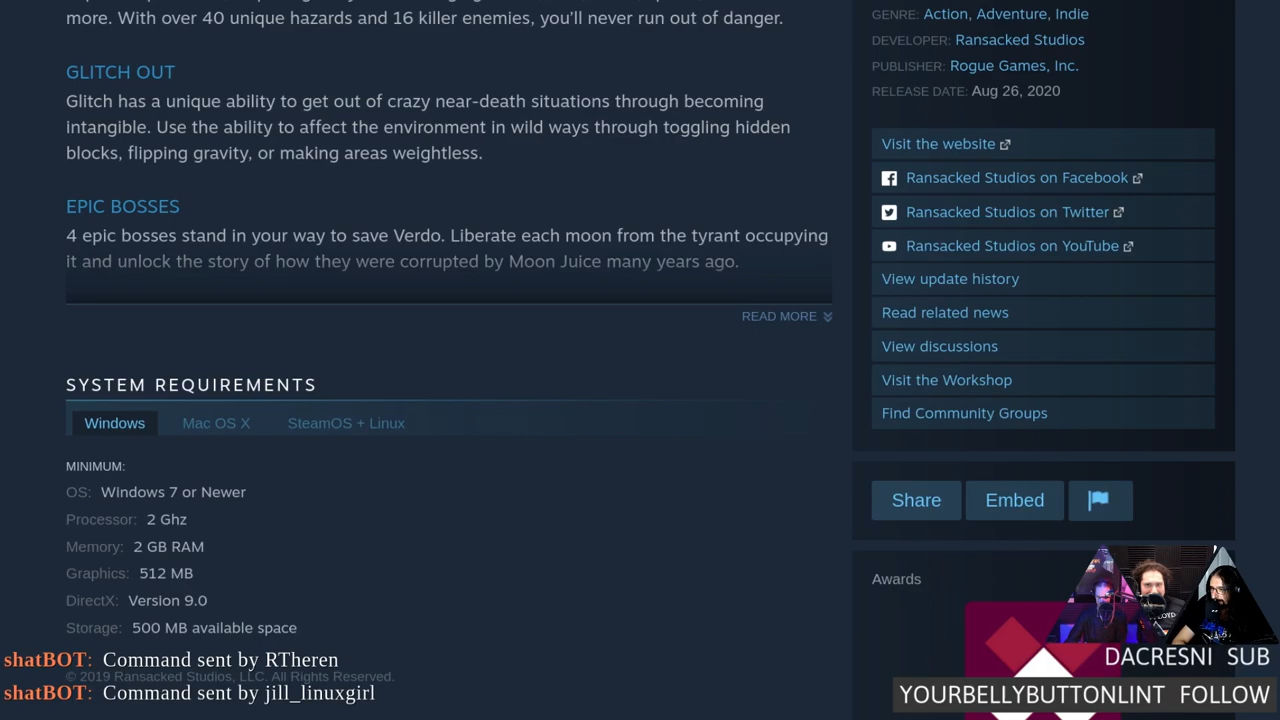 more. With over 40 unique hazards and 16 killer enemies, you'll never run out of danger.
GLITCH OUT
Glitch has a unique ability to get out of crazy near-death situations through becoming
intangible. Use the ability to affect the environment in wild ways through toggling hidden
blocks, flipping gravity, or making areas weightless.
EPIC BOSSES
4 epic bosses stand in your way to save Verdo. Liberate each moon from the tyrant occupying
it and unlock the story of how they were corrupted by Moon Juice many years ago.
READ MORE
SYSTEM REQUIREMENTS
Windows Mac OS X SteamOS + Linux
MINIMUM:
OS: Windows 7 or Newer
Processor: 2 Ghz
Memory: 2 GB RAM
Graphics: 512 MB
DirectX: Version 9.0
Storage: 500 MB available space
shatBOT: Command sent by RTheren
© 2019 Ransacked Studios, LLC. All Rights Reserved.
shatBOT: Command sent by jill_linuxgirl
GENRE: Action, Adventure, Indie
DEVELOPER: Ransacked Studios
PUBLISHER: Rogue Games, Inc.
RELEASE DATE: Aug 26, 2020
Visit the website
Ransacked Studios on Facebook
Ransacked Studios on Twitter
Ransacked Studios on YouTube
View update history
Read related news
View discussions
Visit the Workshop
Find Community Groups
Share Embed
Awards
DACRESNI SUB
YOURBELLYBUTTONLINT FOLLOW